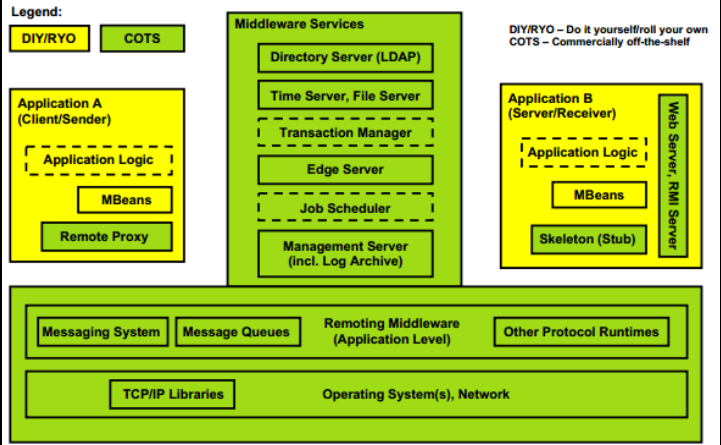 Legend:
DIY/RYO
COTS
DIY/RYO – Do it yourself/roll your own
COTS – Commercially off-the-shelf
Middleware Services
Directory Server (LDAP)
Time Server, File Server
Transaction Manager
Edge Server
Job Scheduler
Management Server
(incl. Log Archive)
Application A
(Client/Sender)
Application Logic
MBeans
Remote Proxy
Application B
(Server/Receiver)
Application Logic
MBeans
Skeleton (Stub)
Web Server, RMI Server
Messaging System
Message Queues
Remoting Middleware
(Application Level)
Other Protocol Runtimes
TCP/IP Libraries
Operating System(s), Network